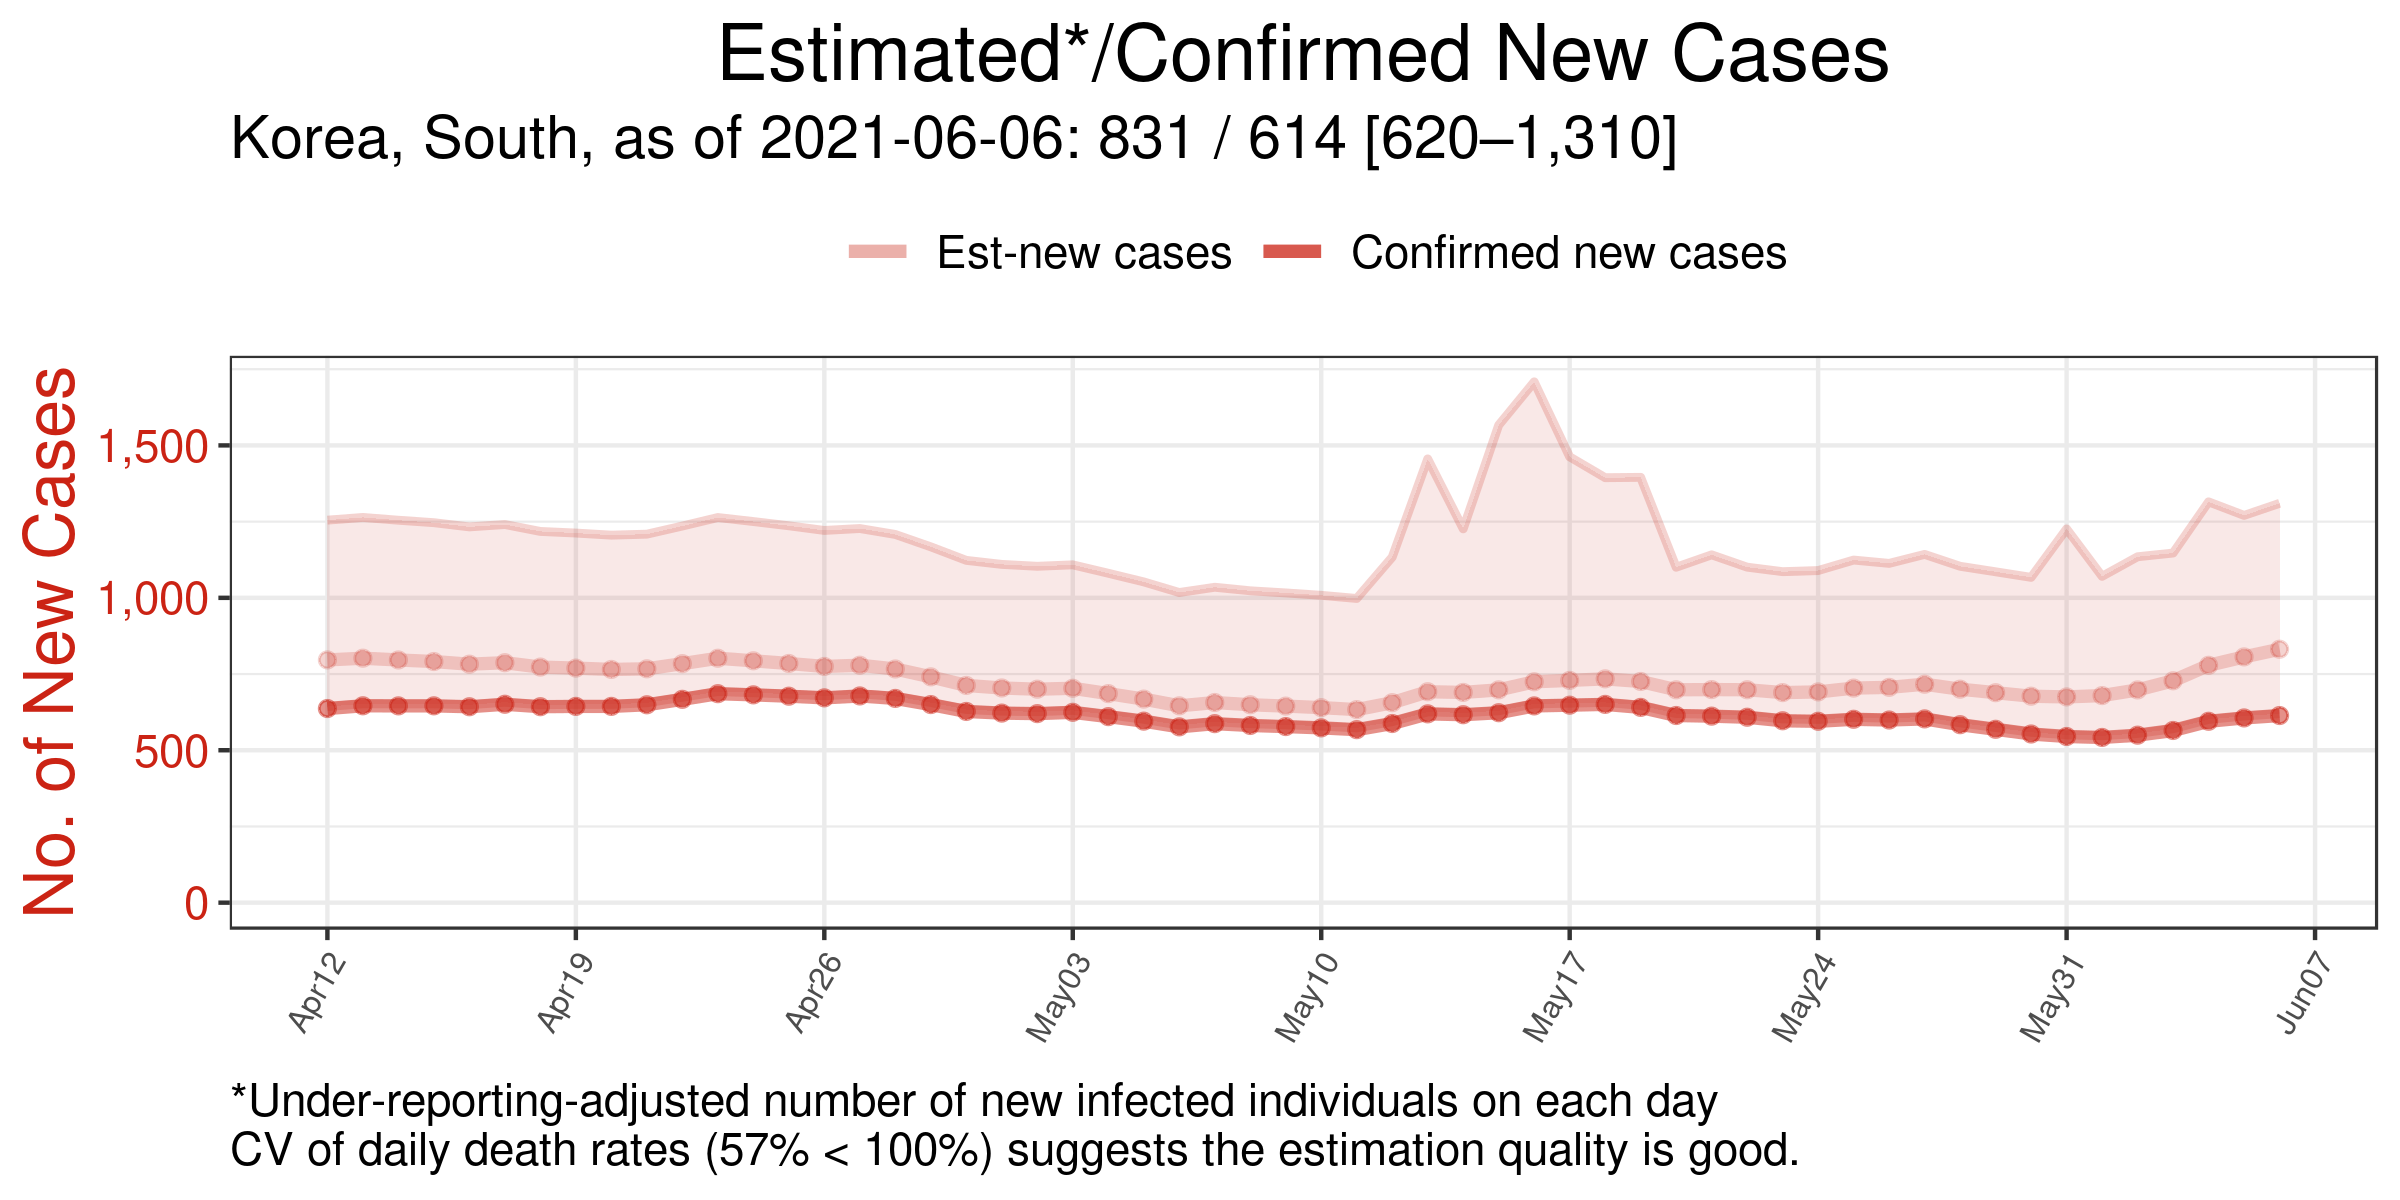 Estimated*/Confirmed New Cases
Korea, South, as of 2021-06-06: 831 / 614 [620–1,310]
Est-new cases
Confirmed new cases
No. of New Cases
1,500
1,000
500
0
Apr12
Apr19
Apr26
May03
May10
May17
May24
May31
Jun07
*Under-reporting-adjusted number of new infected individuals on each day
CV of daily death rates (57% < 100%) suggests the estimation quality is good.